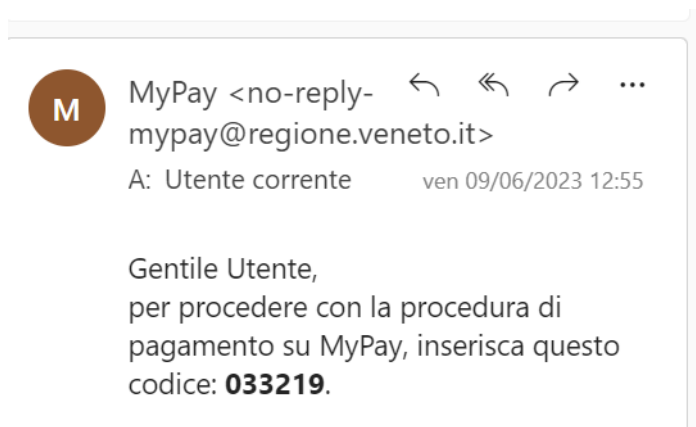 M
MyPay <no-reply-
mypay@regione.veneto.it>
A: Utente corrente
ven 09/06/2023 12:55
Gentile Utente,
per procedere con la procedura di
pagamento su MyPay, inserisca questo
codice: 033219.